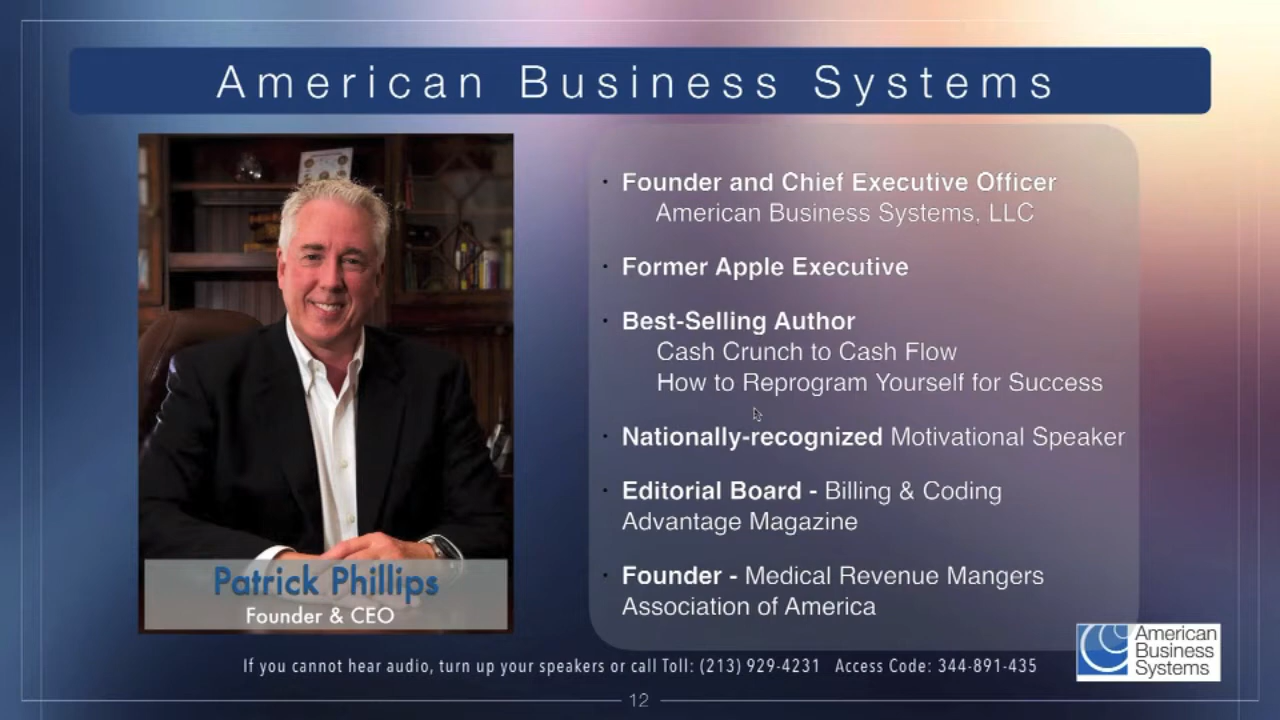 American Business Systems
Founder and Chief Executive Officer
American Business Systems, LLC
Former Apple Executive
Best-Selling Author
Cash Crunch to Cash Flow
How to Reprogram Yourself for Success
Nationally-recognized Motivational Speaker
Editorial Board - Billing & Coding
Advantage Magazine
Founder - Medical Revenue Mangers
Association of America
Patrick Phillips
Founder & CEO
If you cannot hear audio, turn up your speakers or call Toll: (213) 929-4231 Access Code: 344-891-435
American
Business
Systems
12